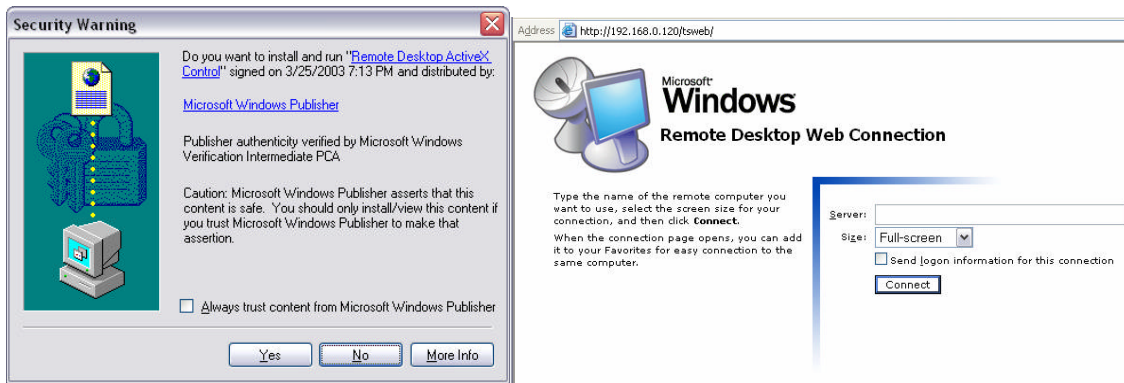 Security Warning
Do you want to install and run "Remote Desktop ActiveX
Control" signed on 3/25/2003 7:13 PM and distributed by:
Microsoft Windows Publisher
Publisher authenticity verified by Microsoft Windows
Verification Intermediate PCA
Caution: Microsoft Windows Publisher asserts that this
content is safe. You should only install/view this content if
you trust Microsoft Windows Publisher to make that
assertion.
Always trust content from Microsoft Windows Publisher
Yes No More Info
Address http://192.168.0.120/tsweb/
Microsoft
Windows
Remote Desktop Web Connection
Type the name of the remote computer you
want to use, select the screen size for your
connection, and then click Connect.
When the connection page opens, you can add
it to your Favorites for easy connection to the
same computer.
Server:
Size: Full-screen
Send logon information for this connection
Connect